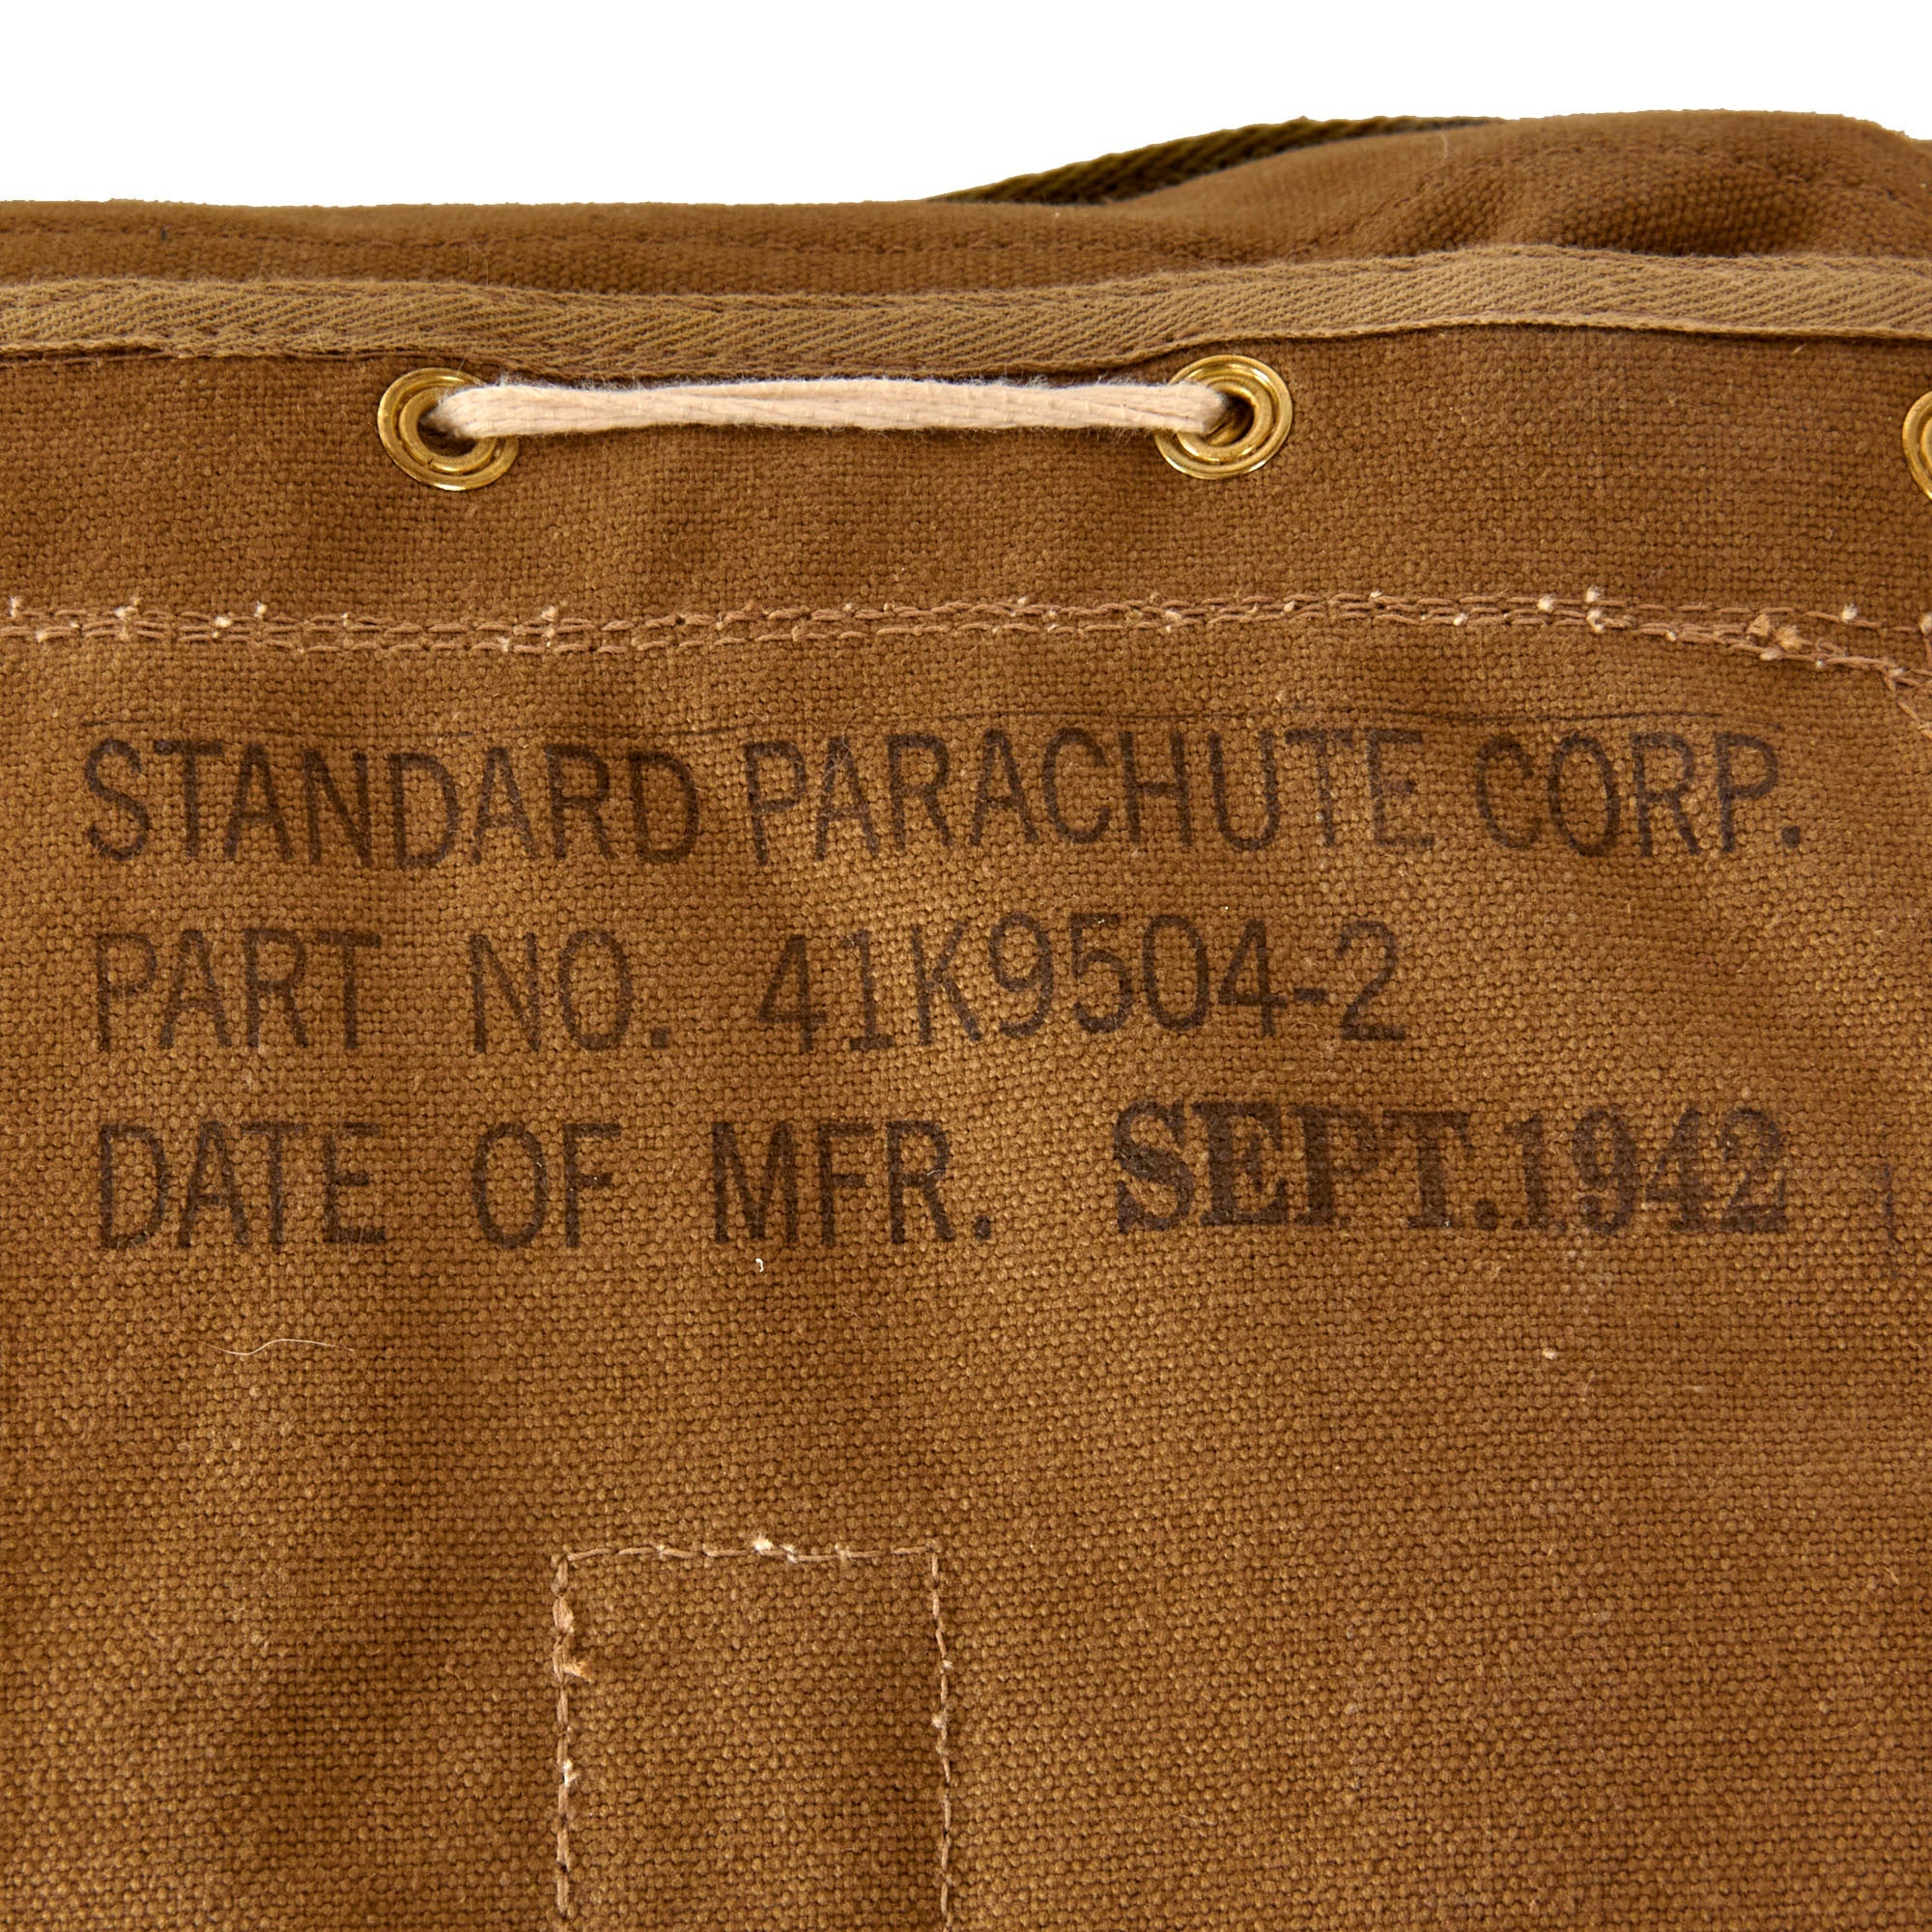 STANDARD PARACHUTE CORP.
PART NO. 41K9504-2
DATE OF MFR. SEPT.1942